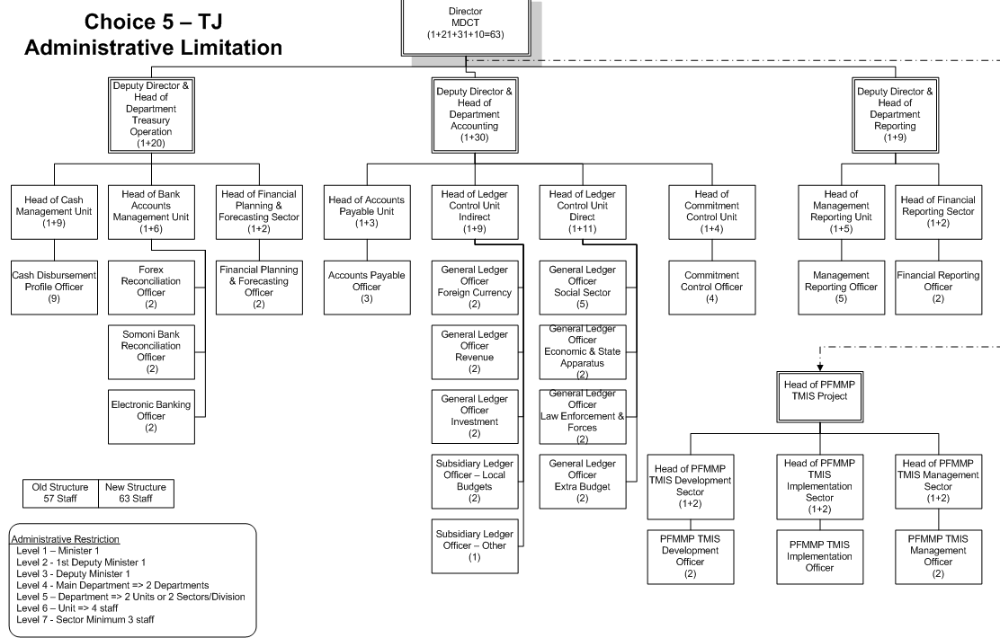 Choice 5 – TJ
Administrative Limitation
Director
MDCT
(1+21+31+10=63)
Deputy Director &
Head of
Department
Treasury
Operation
(1+20)
Deputy Director &
Head of
Department
Accounting
(1+30)
Deputy Director &
Head of
Department
Reporting
(1+9)
Head of Cash
Management Unit
(1+9)
Head of Bank
Accounts
Management Unit
(1+6)
Head of Financial
Planning &
Forecasting Sector
(1+2)
Head of Accounts
Payable Unit
(1+3)
Head of Ledger
Control Unit
Indirect
(1+9)
Head of Ledger
Control Unit
Direct
(1+11)
Head of
Commitment
Control Unit
(1+4)
Head of
Management
Reporting Unit
(1+5)
Head of Financial
Reporting Sector
(1+2)
Cash Disbursement
Profile Officer
(9)
Forex
Reconciliation
Officer
(2)
Financial Planning
& Forecasting
Officer
(2)
Accounts Payable
Officer
(3)
General Ledger
Officer
Foreign Currency
(2)
General Ledger
Officer
Social Sector
(5)
Commitment
Control Officer
(4)
Management
Reporting Officer
(5)
Financial Reporting
Officer
(2)
Somoni Bank
Reconciliation
Officer
(2)
General Ledger
Officer
Revenue
(2)
General Ledger
Officer
Economic & State
Apparatus
(2)
Electronic Banking
Officer
(2)
General Ledger
Officer
Investment
(2)
General Ledger
Officer
Law Enforcement &
Forces
(2)
Head of PFMMP
TMIS Project
Subsidiary Ledger
Officer – Local
Budgets
(2)
General Ledger
Officer
Extra Budget
(2)
Head of PFMMP
TMIS Development
Sector
(1+2)
Head of PFMMP
TMIS
Implementation
Sector
(1+2)
Head of PFMMP
TMIS Management
Sector
(1+2)
Subsidiary Ledger
Officer – Other
(1)
PFMMP TMIS
Development
Officer
(2)
PFMMP TMIS
Implementation
Officer
PFMMP TMIS
Management
Officer
(2)
Old Structure
57 Staff
New Structure
63 Staff
Administrative Restriction
Level 1 – Minister 1
Level 2 - 1st Deputy Minister 1
Level 3 - Deputy Minister 1
Level 4 - Main Department => 2 Departments
Level 5 – Department => 2 Units or 2 Sectors/Division
Level 6 – Unit => 4 staff
Level 7 - Sector Minimum 3 staff